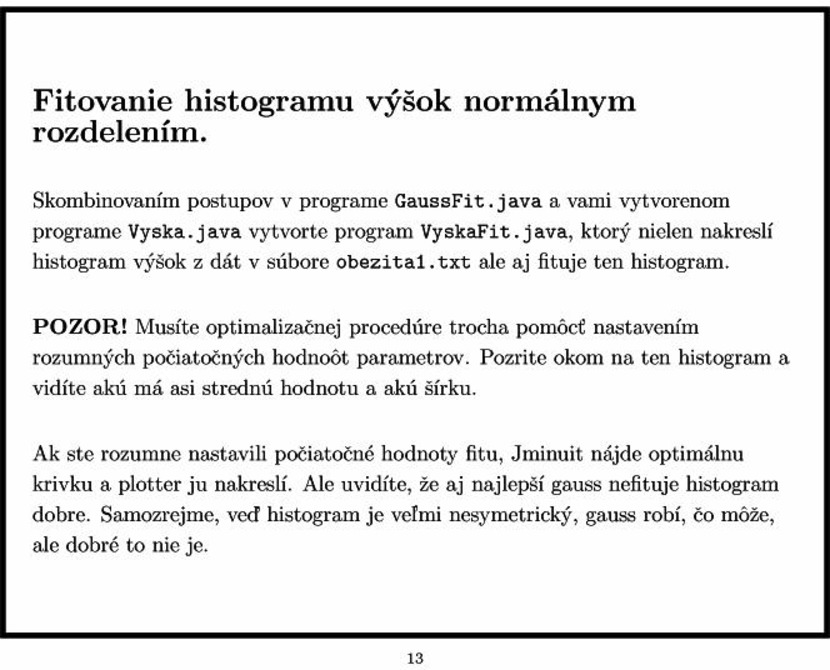 Fitovanie histogramu výšok normálnym
rozdelením.
Skombinovaním postupov v programe GaussFit.java a vami vytvorenom
programe Vyska.java vytvorte program VyskaFit.java, ktorý nielen nakreslí
histogram výšok z dát v súbore obezita1.txt ale aj fituje ten histogram.
POZOR! Musíte optimalizačnej procedúre trocha pomôcť nastavením
rozumných počiatočných hodnoôt parametrov. Pozrite okom na ten histogram a
vidíte akú má asi strednú hodnotu a akú šírku.
Ak ste rozumne nastavili počiatočné hodnoty fitu, Jminuit nájde optimálnu
krivku a plotter ju nakreslí. Ale uvidíte, že aj najlepší gauss nefituje histogram
dobre. Samozrejme, veď histogram je veľmi nesymetrický, gauss robí, čo môže,
ale dobré to nie je.
13